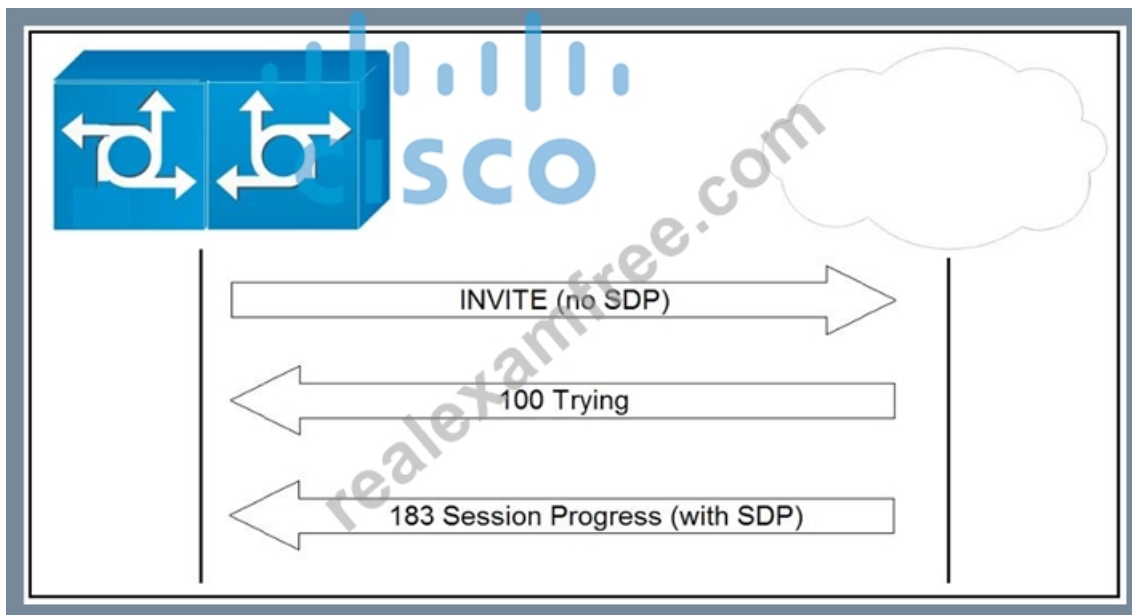 CISCO
INVITE (no SDP)
100 Trying
183 Session Progress (with SDP)
realexamfree.com